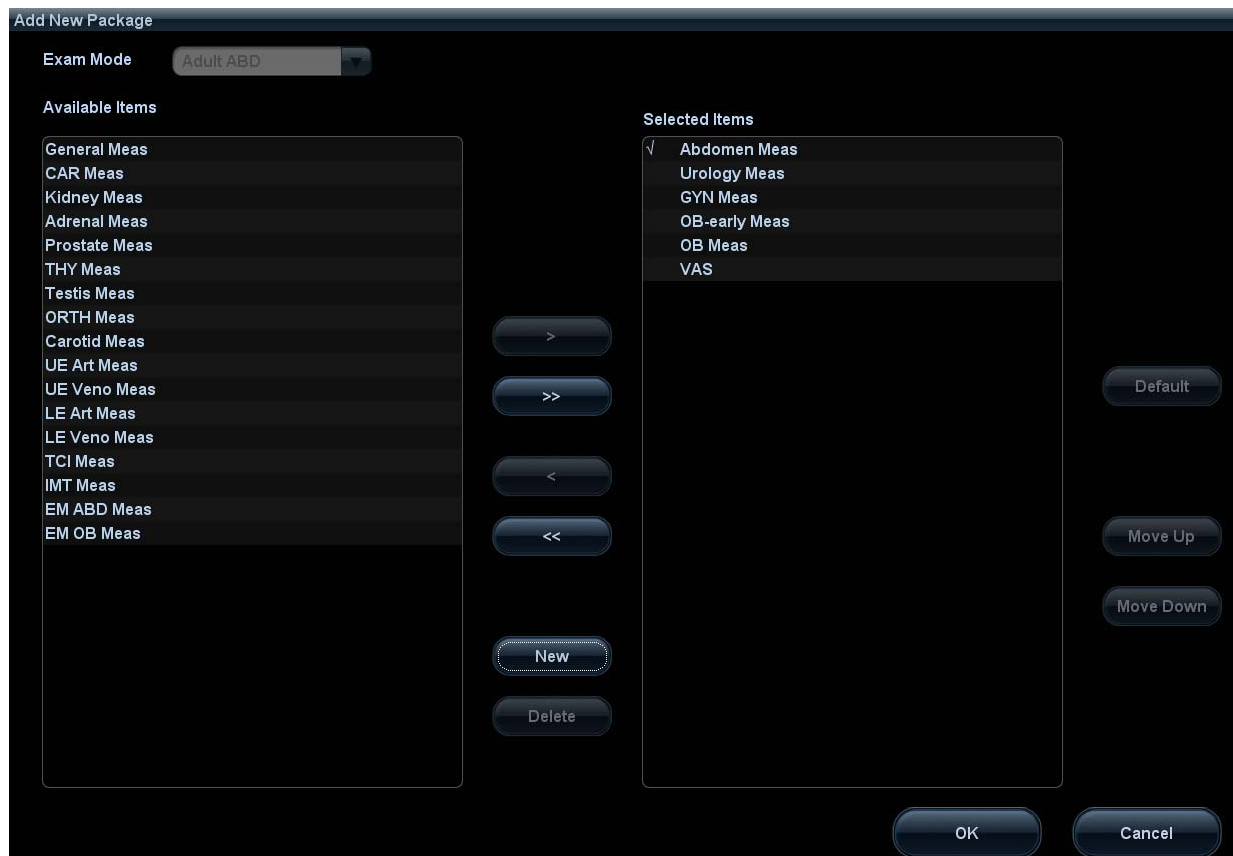 Add New Package
Exam Mode
Adult ABD
Available Items
General Meas
CAR Meas
Kidney Meas
Adrenal Meas
Prostate Meas
THY Meas
Testis Meas
ORTH Meas
Carotid Meas
UE Art Meas
UE Veno Meas
LE Art Meas
LE Veno Meas
TCI Meas
IMT Meas
EM ABD Meas
EM OB Meas
>
>>
<
<<
New
Delete
Selected Items
√ Abdomen Meas
Urology Meas
GYN Meas
OB-early Meas
OB Meas
VAS
Default
Move Up
Move Down
OK
Cancel